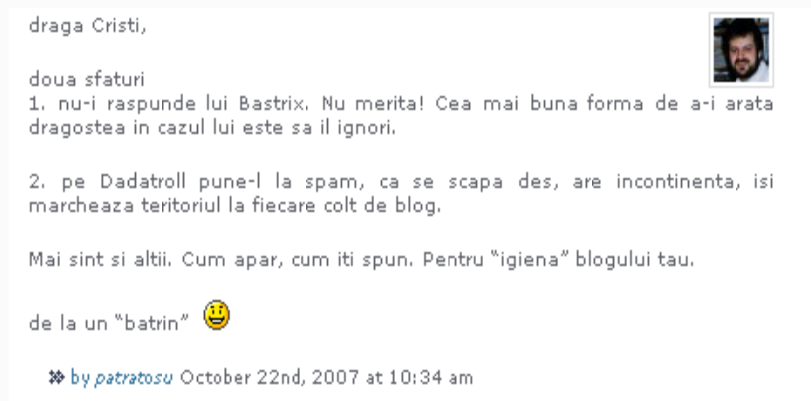 draga Cristi,
doua sfaturi
1. nu-i raspunde lui Bastrix. Nu merita! Cea mai buna forma de a-i arata
dragostea in cazul lui este sa il ignori.
2. pe Dadatroll pune-l la spam, ca se scapa des, are incontinenta, isi
marcheaza teritoriul la fiecare colt de blog.
Mai sint si altii. Cum apar, cum iti spun. Pentru “igiena” blogului tau.
de la un “batrin”
by patratosu October 22nd, 2007 at 10:34 am